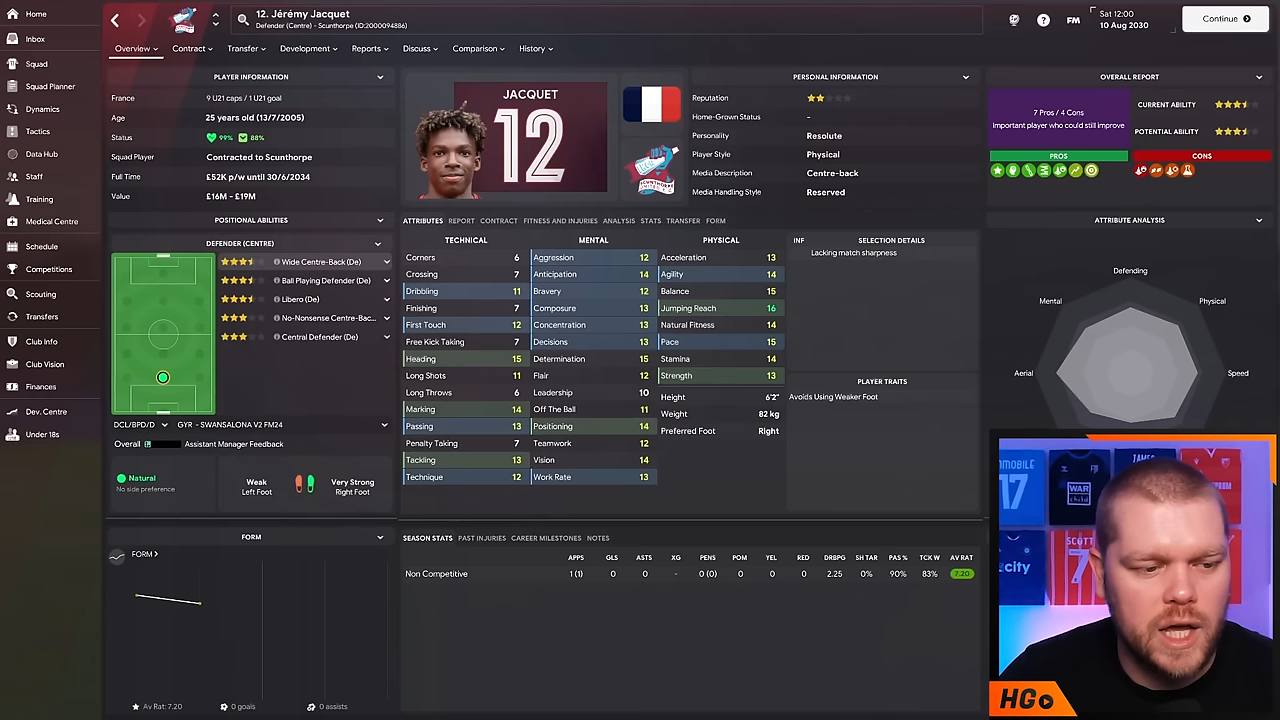 Home
Inbox
Squad
Squad Planner
Dynamics
Tactics
Data Hub
Staff
Training
Medical Centre
Schedule
Competitions
Scouting
Transfers
Club Info
Club Vision
Finances
Dev. Centre
Under 18s
12. Jérémy Jacquet
Defender (Centre) - Scunthorpe (ID:2000094886)
FM
Sat 12:00
10 Aug 2030
Continue
Overview
Contract
Transfer
Development
Reports
Discuss
Comparison
History
PLAYER INFORMATION
France 9 U21 caps / 1 U21 goal
Age 25 years old (13/7/2005)
Status 99% 88%
Squad Player Contracted to Scunthorpe
Full Time £52K p/w until 30/6/2034
Value £16M - £19M
POSITIONAL ABILITIES
DEFENDER (CENTRE)
Wide Centre-Back (De)
Ball Playing Defender (De)
Libero (De)
No-Nonsense Centre-Bac...
Central Defender (De)
DCL/BPD/D GYR - SWANSALONA V2 FM24
Overall Assistant Manager Feedback
Natural
No side preference
Weak
Left Foot
Very Strong
Right Foot
FORM
FORM >
Av Rat: 7.20 0 goals 0 assists
JACQUET
12
SCUNTHORPE
UNITED FC
PERSONAL INFORMATION
Reputation
Home-Grown Status -
Personality Resolute
Player Style Physical
Media Description Centre-back
Media Handling Style Reserved
ATTRIBUTES REPORT CONTRACT FITNESS AND INJURIES ANALYSIS STATS TRANSFER FORM
TECHNICAL
Corners 6
Crossing 7
Dribbling 11
Finishing 7
First Touch 12
Free Kick Taking 7
Heading 15
Long Shots 11
Long Throws 6
Marking 14
Passing 13
Penalty Taking 7
Tackling 13
Technique 12
MENTAL
Aggression 12
Anticipation 14
Bravery 12
Composure 13
Concentration 13
Decisions 13
Determination 15
Flair 12
Leadership 10
Off The Ball 11
Positioning 14
Teamwork 12
Vision 14
Work Rate 13
PHYSICAL
Acceleration 13
Agility 14
Balance 15
Jumping Reach 16
Natural Fitness 14
Pace 15
Stamina 14
Strength 13
Height 6'2"
Weight 82 kg
Preferred Foot Right
INF SELECTION DETAILS
Lacking match sharpness
PLAYER TRAITS
Avoids Using Weaker Foot
SEASON STATS PAST INJURIES CAREER MILESTONES NOTES
APPS GLS ASTS XG PENS POM YEL RED DRBPG SH TAR PAS % TCK W AV RAT
Non Competitive 1 (1) 0 0 - 0 (0) 0 0 0 2.25 0% 90% 83% 7.20
OVERALL REPORT
7 Pros / 4 Cons
Important player who could still improve
CURRENT ABILITY
POTENTIAL ABILITY
PROS
CONS
ATTRIBUTE ANALYSIS
Defending
Physical
Speed
Aerial
Mental
17
WAR
CHILD
JAMES
city
SCOTT
7
HG